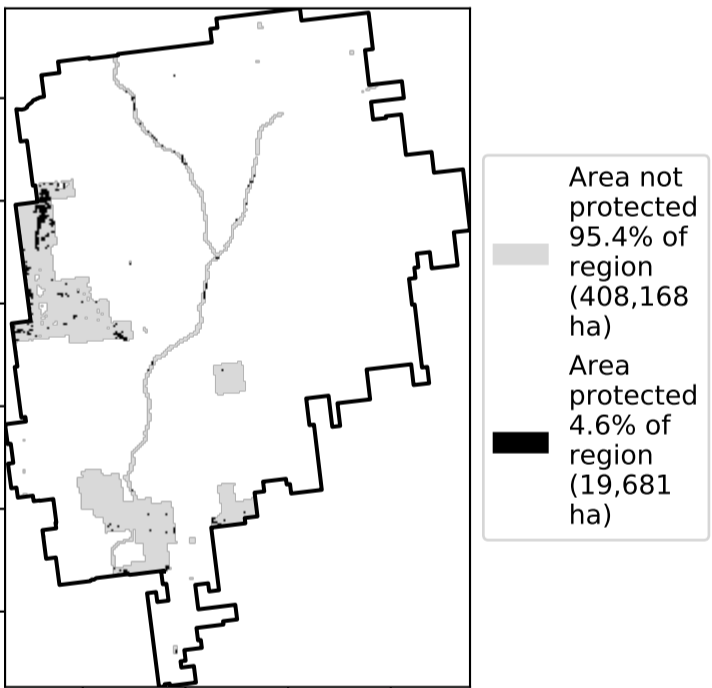 Area not
protected
95.4% of
region
(408,168
ha)
Area
protected
4.6% of
region
(19,681
ha)